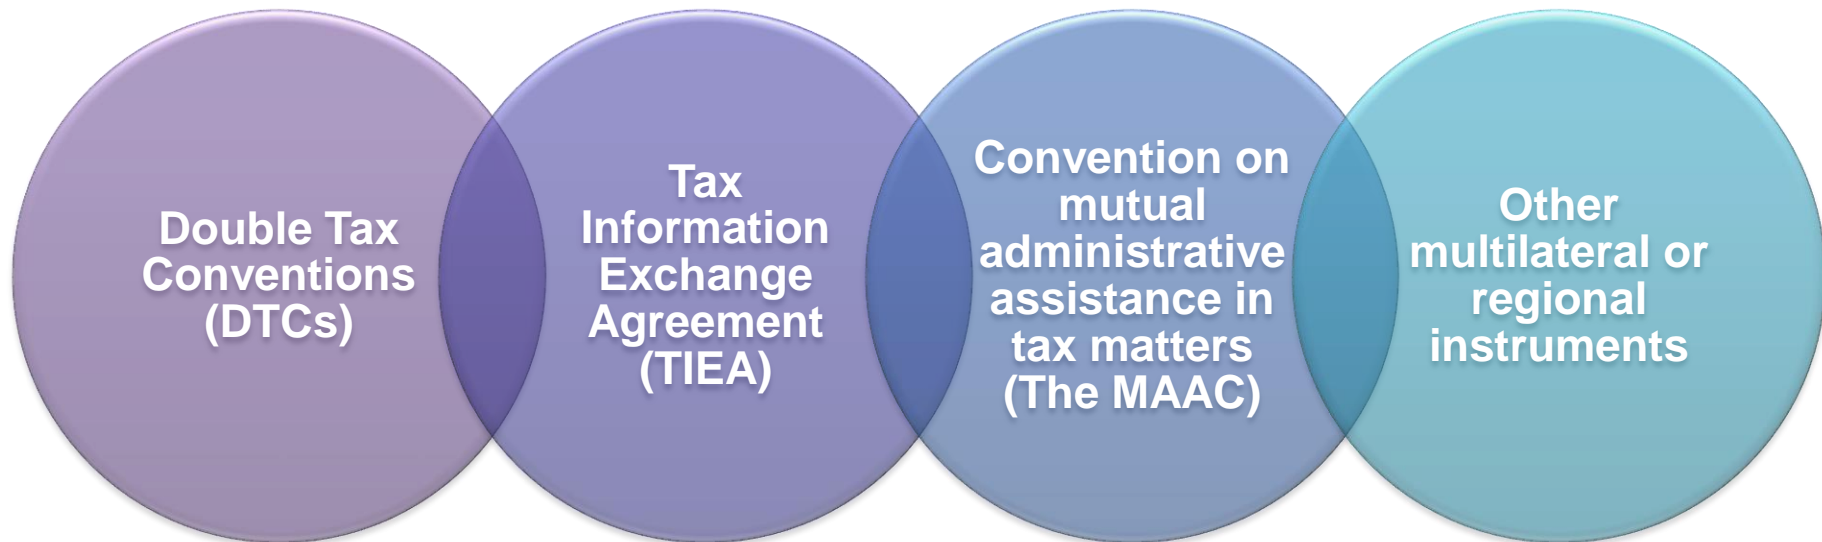 Double Tax
Conventions
(DTCs)
Tax
Information
Exchange
Agreement
(TIEA)
Convention on
mutual
administrative
assistance in
tax matters
(The MAAC)
Other
multilateral or
regional
instruments